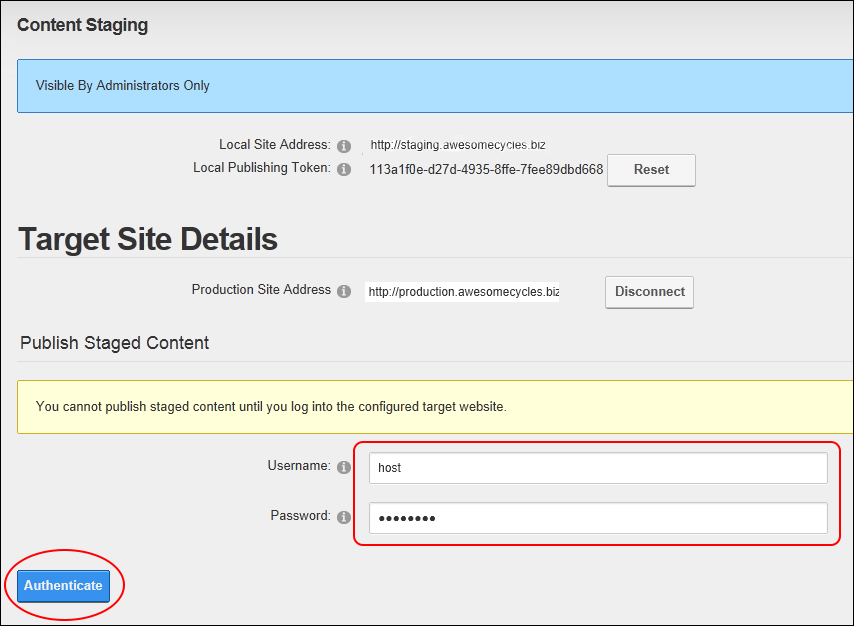 Content Staging
Visible By Administrators Only
Local Site Address: http://staging.awesomecycles.biz
Local Publishing Token: 113a1f0e-d27d-4935-8ffe-7fee89dbd668 Reset
Target Site Details
Production Site Address http://production.awesomecycles.biz Disconnect
Publish Staged Content
You cannot publish staged content until you log into the configured target website.
Username: host
Password: ••••••••
Authenticate